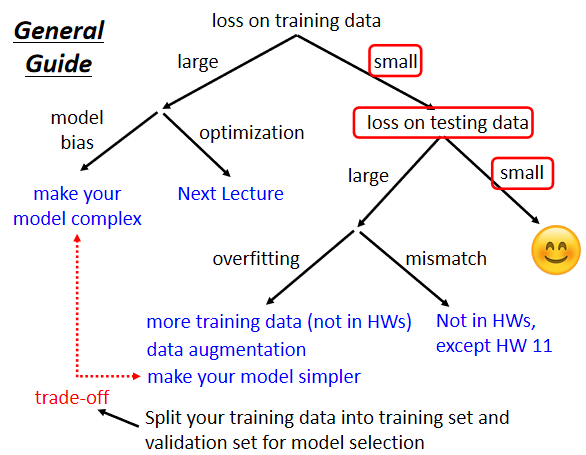 General
Guide
loss on training data
large
small
model
bias
optimization
loss on testing data
make your
model complex
Next Lecture
large
small
overfitting
mismatch
more training data (not in HWs)
data augmentation
make your model simpler
Not in HWs,
except HW 11
trade-off
Split your training data into training set and
validation set for model selection